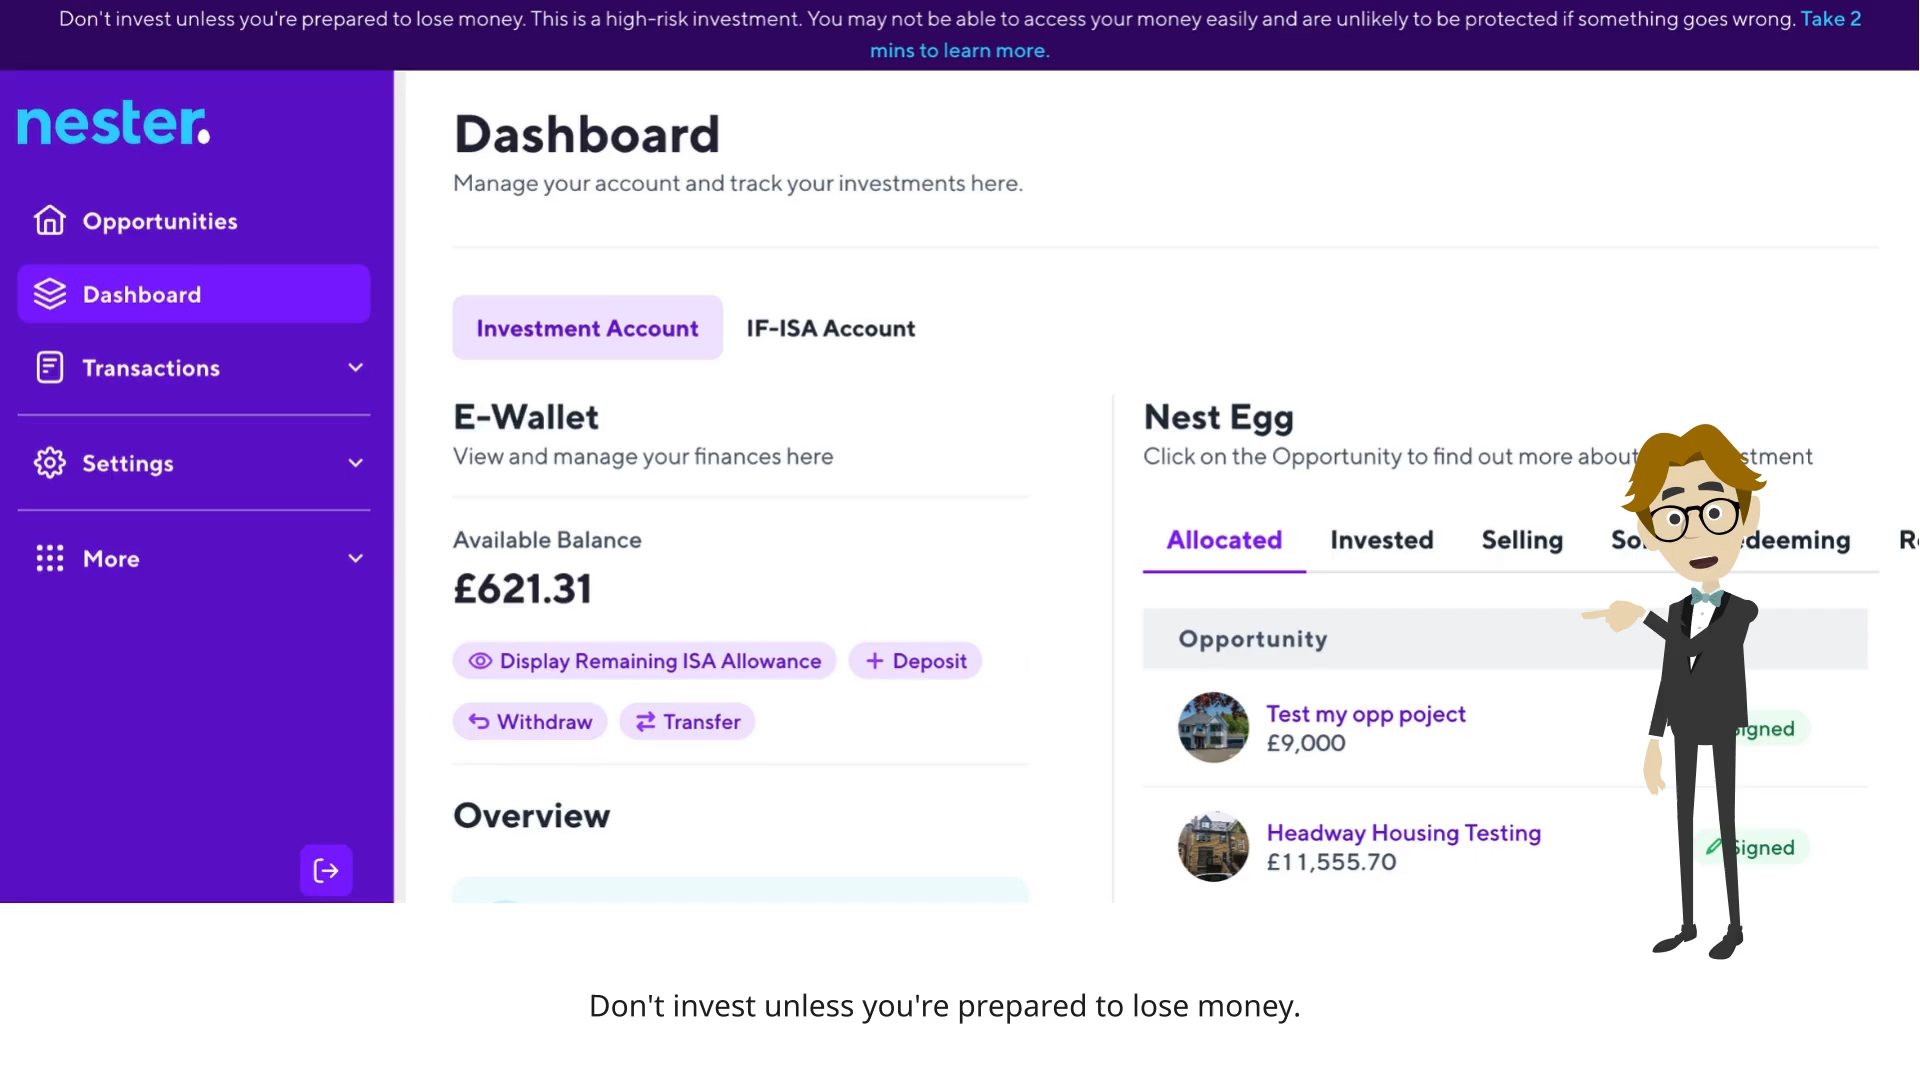 Don't invest unless you're prepared to lose money. This is a high-risk investment. You may not be able to access your money easily and are unlikely to be protected if something goes wrong. Take 2
mins to learn more.
nester.
Opportunities
Dashboard
Transactions
Settings
More
Dashboard
Manage your account and track your investments here.
Investment Account
IF-ISA Account
E-Wallet
View and manage your finances here
Available Balance
£621.31
Display Remaining ISA Allowance
+ Deposit
Withdraw
Transfer
Overview
Nest Egg
Click on the Opportunity to find out more about
Allocated Invested Selling
Opportunity
Test my opp poject
£9,000
Headway Housing Testing
£11,555.70
Signed
Don't invest unless you're prepared to lose money.